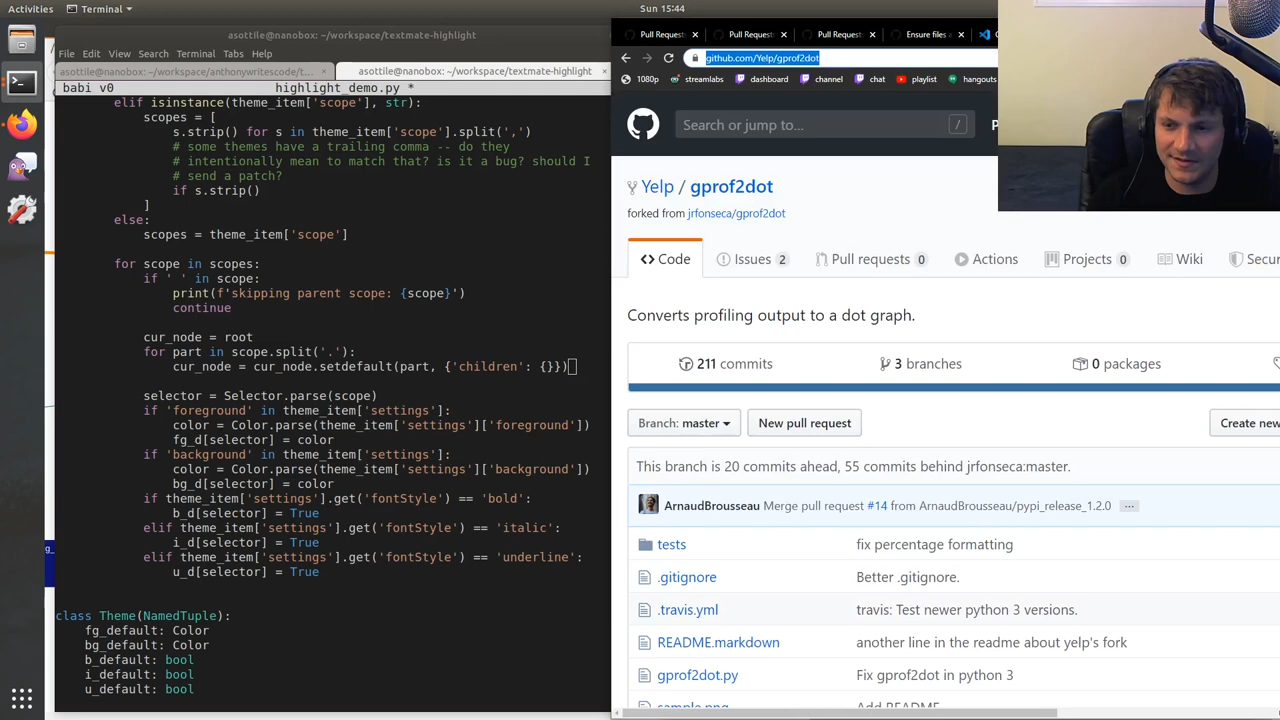 Activities
Terminal
Sun 15:44
asottile@nanobox: ~/workspace/textmate-highlight
File Edit View Search Terminal Tabs Help
asottile@nanobox: ~/workspace/anthonywritescode/t...
asottile@nanobox: ~/workspace/textmate-highlight
babi v0 highlight_demo.py *
elif isinstance(theme_item['scope'], str):
scopes = [
s.strip() for s in theme_item['scope'].split(',')
# some themes have a trailing comma -- do they
# intentionally mean to match that? is it a bug? should I
# send a patch?
if s.strip()
]
else:
scopes = theme_item['scope']
for scope in scopes:
if ' ' in scope:
print(f'skipping parent scope: {scope}')
continue
cur_node = root
for part in scope.split('.'):
cur_node = cur_node.setdefault(part, {'children': {}})
selector = Selector.parse(scope)
if 'foreground' in theme_item['settings']:
color = Color.parse(theme_item['settings']['foreground'])
fg_d[selector] = color
if 'background' in theme_item['settings']:
color = Color.parse(theme_item['settings']['background'])
bg_d[selector] = color
if theme_item['settings'].get('fontStyle') == 'bold':
b_d[selector] = True
elif theme_item['settings'].get('fontStyle') == 'italic':
i_d[selector] = True
elif theme_item['settings'].get('fontStyle') == 'underline':
u_d[selector] = True
class Theme(NamedTuple):
fg_default: Color
bg_default: Color
b_default: bool
i_default: bool
u_default: bool
Pull Request
Pull Request
Pull Request
Ensure files a
github.com/Yelp/gprof2dot
1080p streamlabs dashboard channel chat playlist hangouts
Search or jump to... /
Yelp / gprof2dot
forked from jrfonseca/gprof2dot
Code Issues 2 Pull requests 0 Actions Projects 0 Wiki Secur
Converts profiling output to a dot graph.
211 commits 3 branches 0 packages
Branch: master New pull request Create new
This branch is 20 commits ahead, 55 commits behind jrfonseca:master.
ArnaudBrousseau Merge pull request #14 from ArnaudBrousseau/pypi_release_1.2.0 ...
tests fix percentage formatting
.gitignore Better .gitignore.
.travis.yml travis: Test newer python 3 versions.
README.markdown another line in the readme about yelp's fork
gprof2dot.py Fix gprof2dot in python 3
sample.png Add README